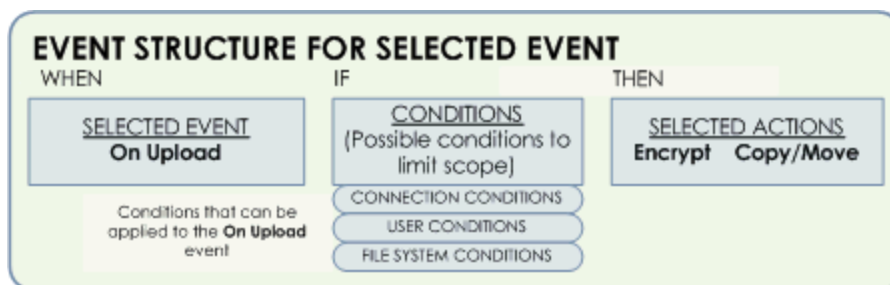 EVENT STRUCTURE FOR SELECTED EVENT
WHEN
IF
THEN
SELECTED EVENT
On Upload
CONDITIONS
(Possible conditions to
limit scope)
SELECTED ACTIONS
Encrypt Copy/Move
CONNECTION CONDITIONS
USER CONDITIONS
FILE SYSTEM CONDITIONS
Conditions that can be
applied to the On Upload
event